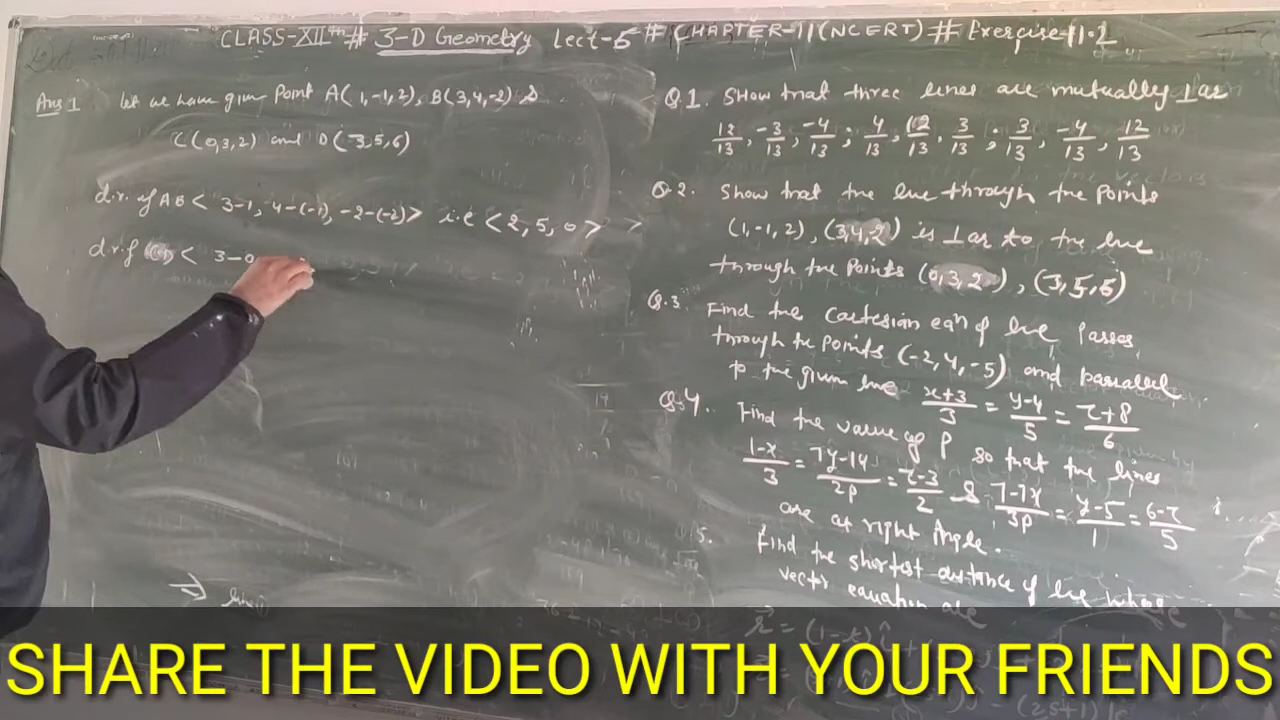 CLASS-XIIth # 3-D Geometry Lect-5 # CHAPTER-11(NCERT) # Exercise-11.2
Ans 1 Let we have given Point A(1,-1,2), B(3,4,-2) &
C(0,3,2) and D(3,5,6)
d.r. of AB < 3-1, 4-(-1), -2-(-2)> i.e <2, 5, 0>
d.r. of CD < 3-0
Q.1. Show that three lines are mutually ⊥ar
12/13, -3/13, -4/13; 4/13, 12/13, 3/13; 3/13, -4/13, 12/13
Q.2. Show that the line through the points
(1,-1,2), (3,4,2) is ⊥ar to the line
through the Points (0,3,2), (3,5,6)
Q.3. Find the Cartesian eqn of line Passes
through the points (-2,4,-5) and parallel
to the given line x+3/3 = y-4/5 = z+8/6
Q.4. Find the value of P so that the lines
1-x/3 = 7y-14/2P = z-3/2 & 7-7x/3P = y-5/1 = 6-z/5
are at right Angle.
5. Find the shortest distance of line whose
vector equation are
SHARE THE VIDEO WITH YOUR FRIENDS